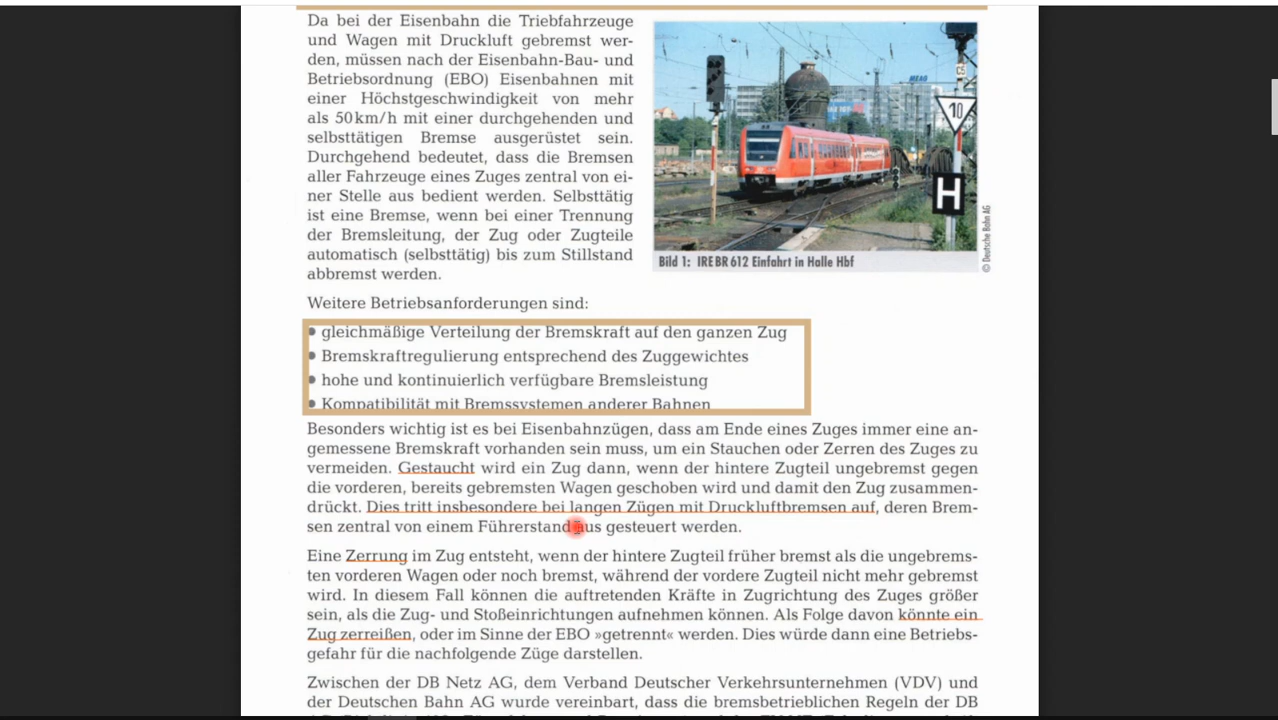 Da bei der Eisenbahn die Triebfahrzeuge
und Wagen mit Druckluft gebremst wer-
den, müssen nach der Eisenbahn-Bau- und
Betriebsordnung (EBO) Eisenbahnen mit
einer Höchstgeschwindigkeit von mehr
als 50 km/h mit einer durchgehenden und
selbsttätigen Bremse ausgerüstet sein.
Durchgehend bedeutet, dass die Bremsen
aller Fahrzeuge eines Zuges zentral von ei-
ner Stelle aus bedient werden. Selbsttätig
ist eine Bremse, wenn bei einer Trennung
der Bremsleitung, der Zug oder Zugteile
automatisch (selbsttätig) bis zum Stillstand
abbremst werden.
MEAG
10
H
Bild 1: IRE BR 612 Einfahrt in Halle Hbf
© Deutsche Bahn AG
Weitere Betriebsanforderungen sind:
• gleichmäßige Verteilung der Bremskraft auf den ganzen Zug
• Bremskraftregulierung entsprechend des Zuggewichtes
• hohe und kontinuierlich verfügbare Bremsleistung
• Kompatibilität mit Bremssystemen anderer Bahnen
Besonders wichtig ist es bei Eisenbahnzügen, dass am Ende eines Zuges immer eine an-
gemessene Bremskraft vorhanden sein muss, um ein Stauchen oder Zerren des Zuges zu
vermeiden. Gestaucht wird ein Zug dann, wenn der hintere Zugteil ungebremst gegen
die vorderen, bereits gebremsten Wagen geschoben wird und damit den Zug zusammen-
drückt. Dies tritt insbesondere bei langen Zügen mit Druckluftbremsen auf, deren Brem-
sen zentral von einem Führerstand aus gesteuert werden.
Eine Zerrung im Zug entsteht, wenn der hintere Zugteil früher bremst als die ungebrems-
ten vorderen Wagen oder noch bremst, während der vordere Zugteil nicht mehr gebremst
wird. In diesem Fall können die auftretenden Kräfte in Zugrichtung des Zuges größer
sein, als die Zug- und Stoßeinrichtungen aufnehmen können. Als Folge davon könnte ein
Zug zerreißen, oder im Sinne der EBO »getrennt« werden. Dies würde dann eine Betriebs-
gefahr für die nachfolgende Züge darstellen.
Zwischen der DB Netz AG, dem Verband Deutscher Verkehrsunternehmen (VDV) und
der Deutschen Bahn AG wurde vereinbart, dass die bremsbetrieblichen Regeln der DB